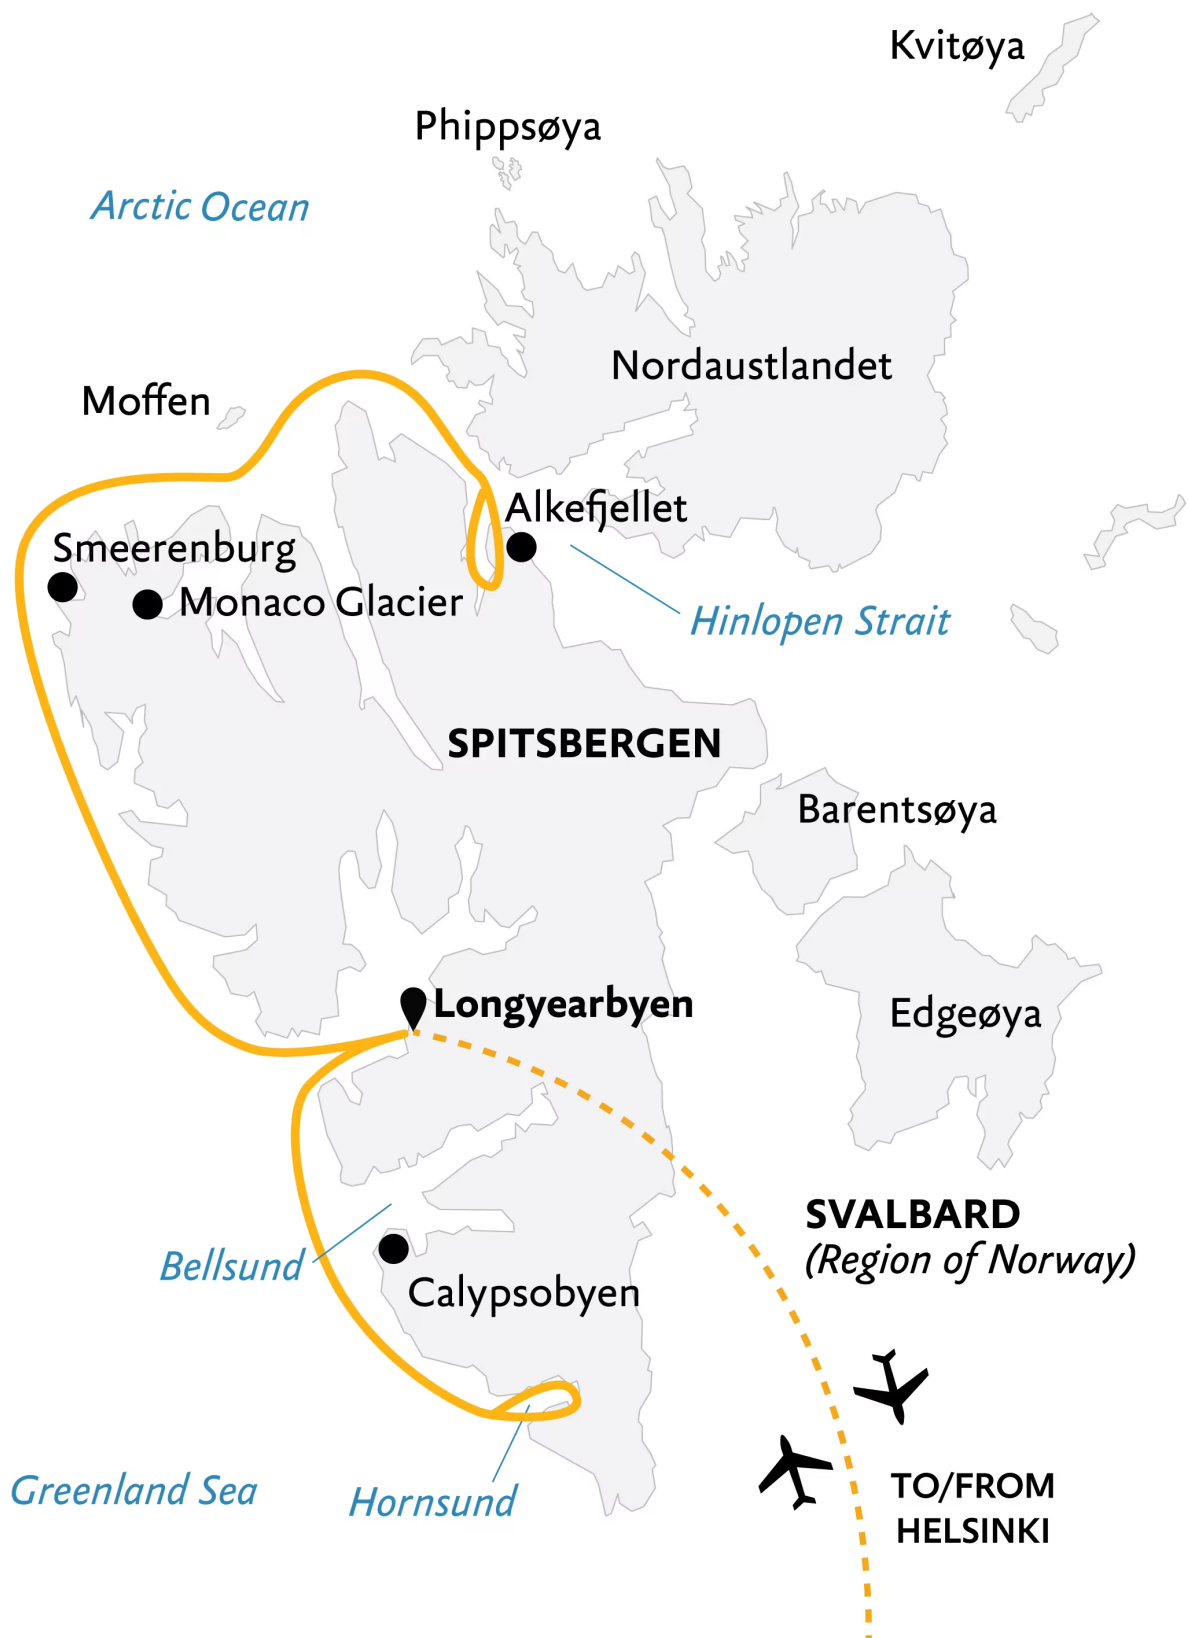 Kvitøya
Phippsøya
Arctic Ocean
Nordaustlandet
Moffen
Alkefjellet
Smeerenburg
Monaco Glacier
Hinlopen Strait
SPITSBERGEN
Barentsøya
Longyearbyen
Edgeøya
SVALBARD
(Region of Norway)
Bellsund
Calypsobyen
Greenland Sea
Hornsund
TO/FROM
HELSINKI